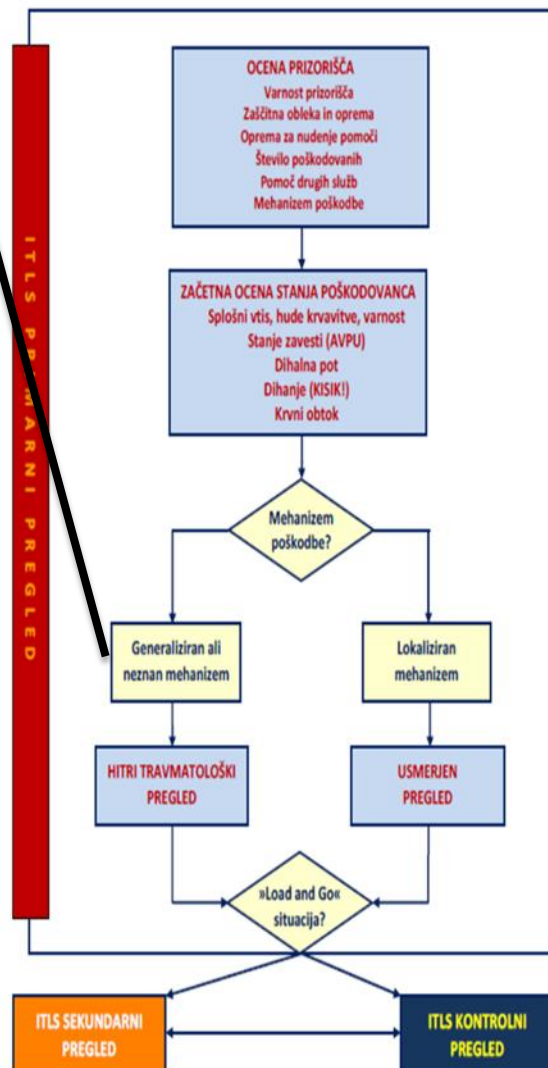 ITLS PRIMARNI PREGLED
OCENA PRIZORIŠČA
Varnost prizorišča
Zaščitna obleka in oprema
Oprema za nudenje pomoči
Število poškodovanih
Pomoč drugih služb
Mehanizem poškodbe
ZAČETNA OCENA STANJA POŠKODOVANCA
Splošni vtis, hude krvavitve, varnost
Stanje zavesti (AVPU)
Dihalna pot
Dihanje (KISIK!)
Krvni obtok
Mehanizem
poškodbe?
Generaliziran ali
neznan mehanizem
Lokaliziran
mehanizem
HITRI TRAVMATOLOŠKI
PREGLED
USMERJEN
PREGLED
»Load and Go«
situacija?
ITLS SEKUNDARNI
PREGLED
ITLS KONTROLNI
PREGLED